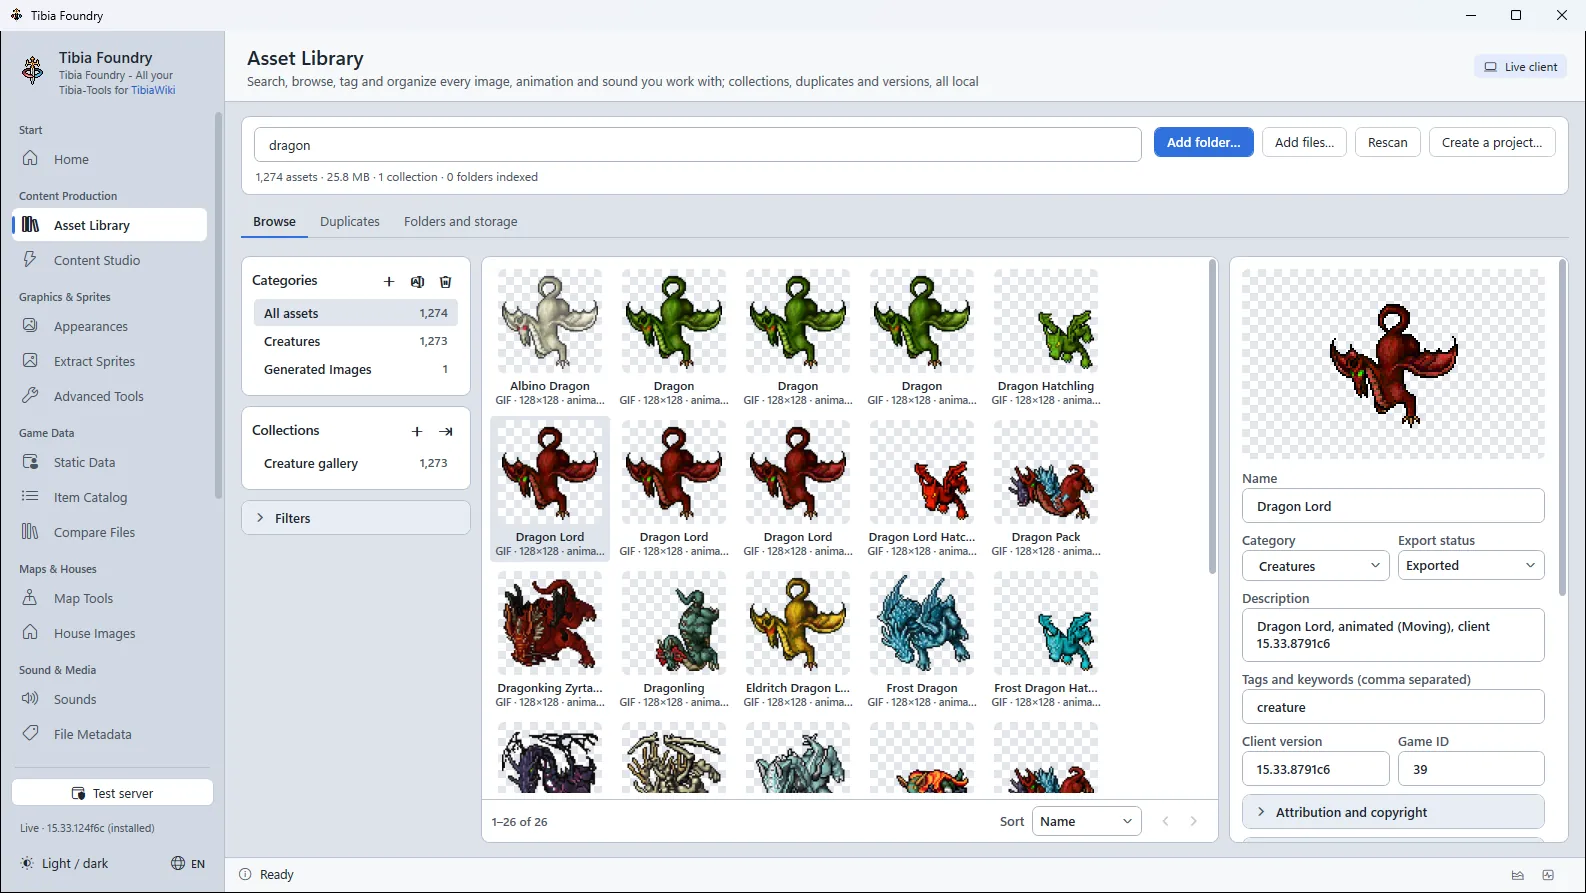 Tibia Foundry
Tibia Foundry
Tibia Foundry - All your
Tibia-Tools for TibiaWiki
Start
Home
Content Production
Asset Library
Content Studio
Graphics & Sprites
Appearances
Extract Sprites
Advanced Tools
Game Data
Static Data
Item Catalog
Compare Files
Maps & Houses
Map Tools
House Images
Sound & Media
Sounds
File Metadata
Test server
Live · 15.33.124f6c (installed)
Light / dark
EN
Asset Library
Search, browse, tag and organize every image, animation and sound you work with; collections, duplicates and versions, all local
Live client
dragon
Add folder...
Add files...
Rescan
Create a project...
1,274 assets · 25.8 MB · 1 collection · 0 folders indexed
Browse
Duplicates
Folders and storage
Categories
All assets 1,274
Creatures 1,273
Generated Images 1
Collections
Creature gallery 1,273
Filters
Albino Dragon
GIF · 128×128 · anima...
Dragon
GIF · 128×128 · anima...
Dragon
GIF · 128×128 · anima...
Dragon
GIF · 128×128 · anima...
Dragon Hatchling
GIF · 128×128 · anima...
Dragon Lord
GIF · 128×128 · anima...
Dragon Lord
GIF · 128×128 · anima...
Dragon Lord
GIF · 128×128 · anima...
Dragon Lord Hatc...
GIF · 128×128 · anima...
Dragon Pack
GIF · 128×128 · anima...
Dragonking Zyrta...
GIF · 128×128 · anima...
Dragonling
GIF · 128×128 · anima...
Eldritch Dragon L...
GIF · 128×128 · anima...
Frost Dragon
GIF · 128×128 · anima...
Frost Dragon Hat...
GIF · 128×128 · anima...
1–26 of 26
Sort
Name
Name
Dragon Lord
Category
Creatures
Export status
Exported
Description
Dragon Lord, animated (Moving), client
15.33.8791c6
Tags and keywords (comma separated)
creature
Client version
15.33.8791c6
Game ID
39
Attribution and copyright
Ready